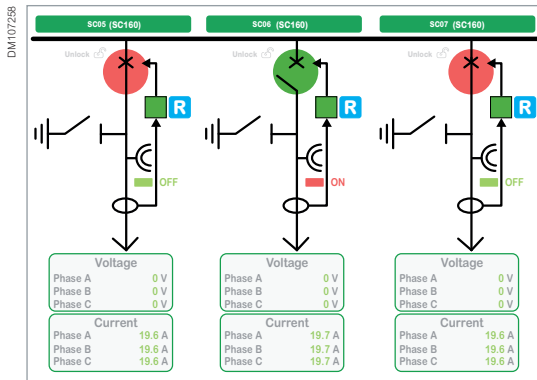 DM107258
SC05 (SC160)
Unlock
R
OFF
Voltage
Phase A 0 V
Phase B 0 V
Phase C 0 V
Current
Phase A 19.6 A
Phase B 19.6 A
Phase C 19.6 A
SC06 (SC160)
Unlock
R
ON
Voltage
Phase A 0 V
Phase B 0 V
Phase C 0 V
Current
Phase A 19.7 A
Phase B 19.7 A
Phase C 19.7 A
SC07 (SC160)
Unlock
R
OFF
Voltage
Phase A 0 V
Phase B 0 V
Phase C 0 V
Current
Phase A 19.6 A
Phase B 19.6 A
Phase C 19.6 A